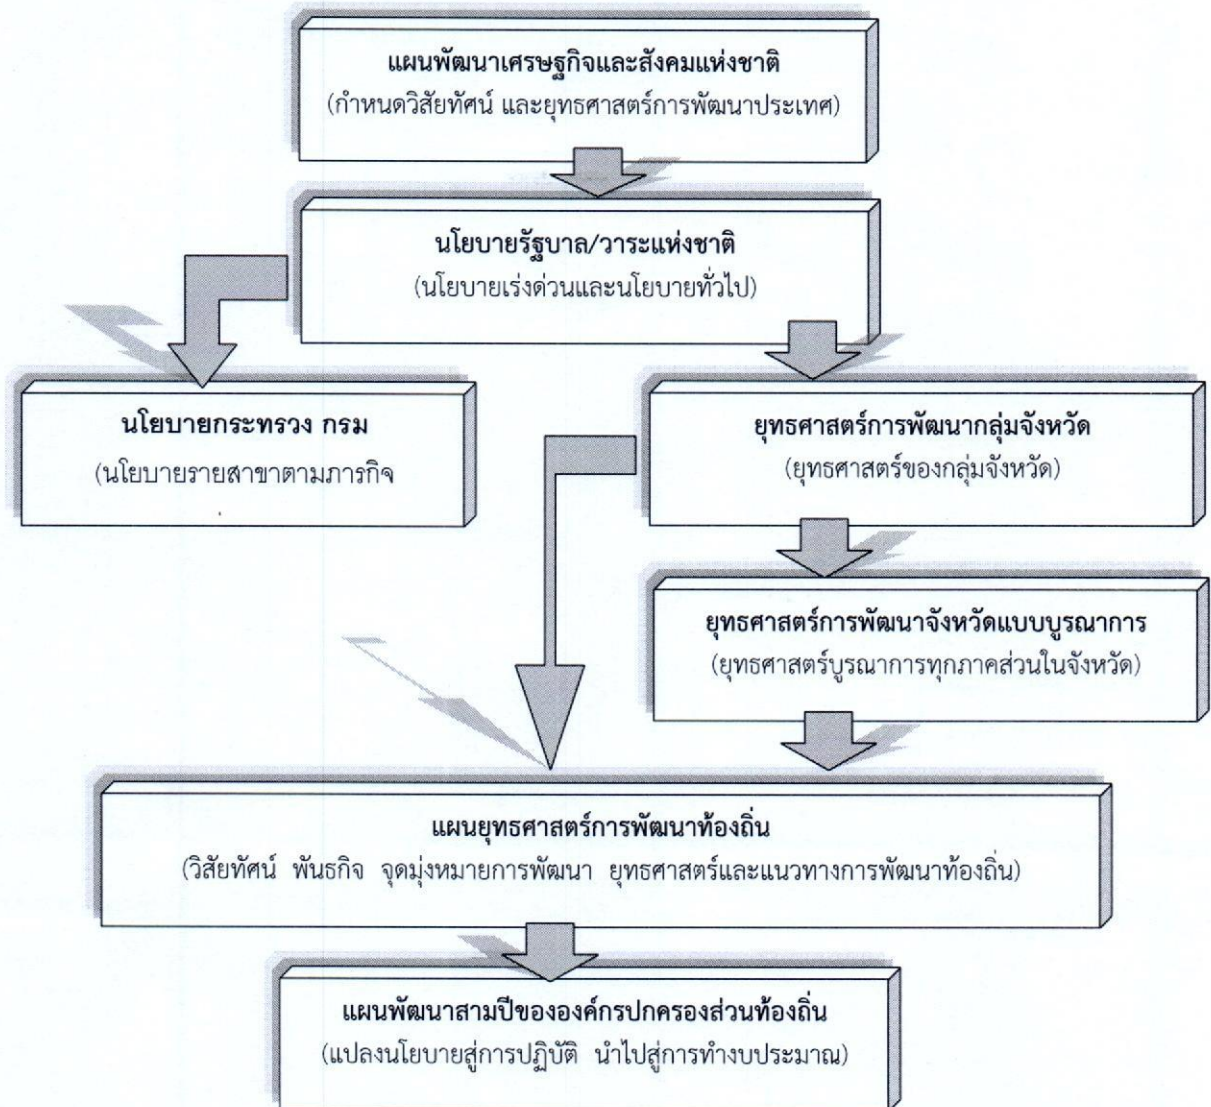 แผนพัฒนาเศรษฐกิจและสังคมแห่งชาติ
(กำหนดวิสัยทัศน์ และยุทธศาสตร์การพัฒนาประเทศ)
นโยบายรัฐบาล/วาระแห่งชาติ
(นโยบายเร่งด่วนและนโยบายทั่วไป)
นโยบายกระทรวง กรม
(นโยบายรายสาขาตามภารกิจ
ยุทธศาสตร์การพัฒนากลุ่มจังหวัด
(ยุทธศาสตร์ของกลุ่มจังหวัด)
ยุทธศาสตร์การพัฒนาจังหวัดแบบบูรณาการ
(ยุทธศาสตร์บูรณาการทุกภาคส่วนในจังหวัด)
แผนยุทธศาสตร์การพัฒนาท้องถิ่น
(วิสัยทัศน์ พันธกิจ จุดมุ่งหมายการพัฒนา ยุทธศาสตร์และแนวทางการพัฒนาท้องถิ่น)
แผนพัฒนาสามปีขององค์กรปกครองส่วนท้องถิ่น
(แปลงนโยบายสู่การปฏิบัติ นำไปสู่การทำงบประมาณ)